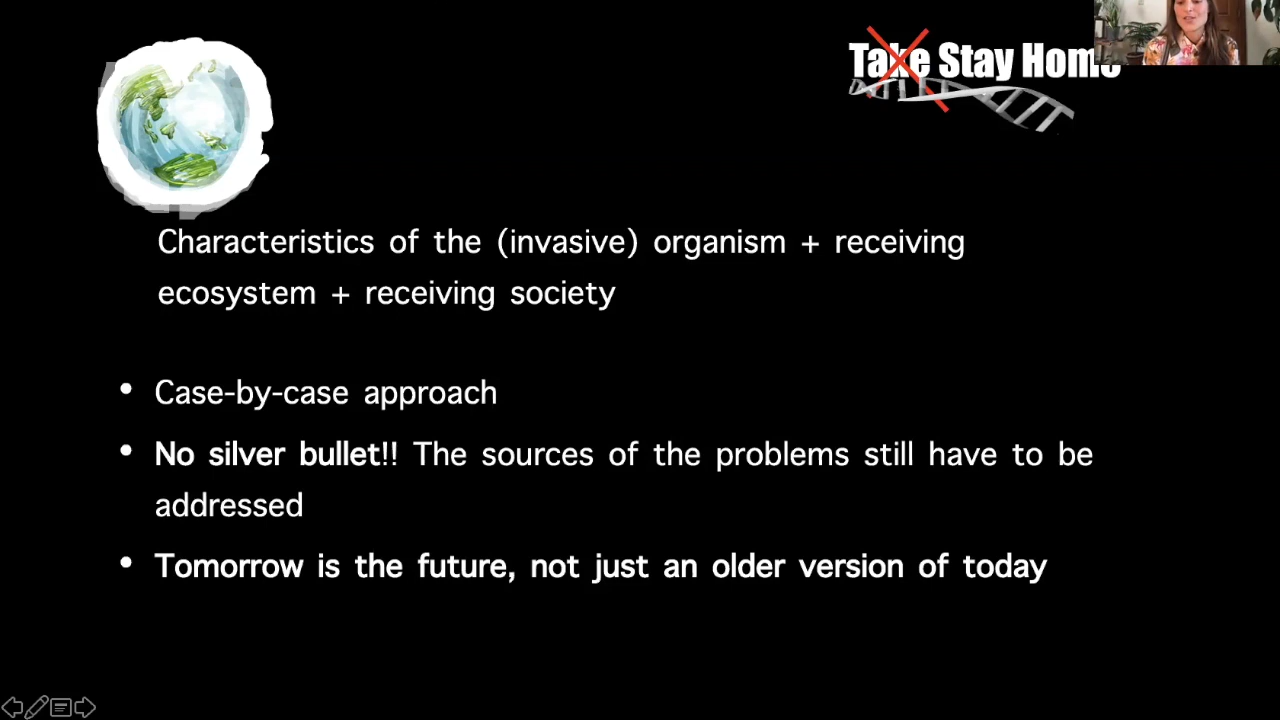 Take Stay Home
Characteristics of the (invasive) organism + receiving
ecosystem + receiving society
• Case-by-case approach
• No silver bullet!! The sources of the problems still have to be
addressed
• Tomorrow is the future, not just an older version of today